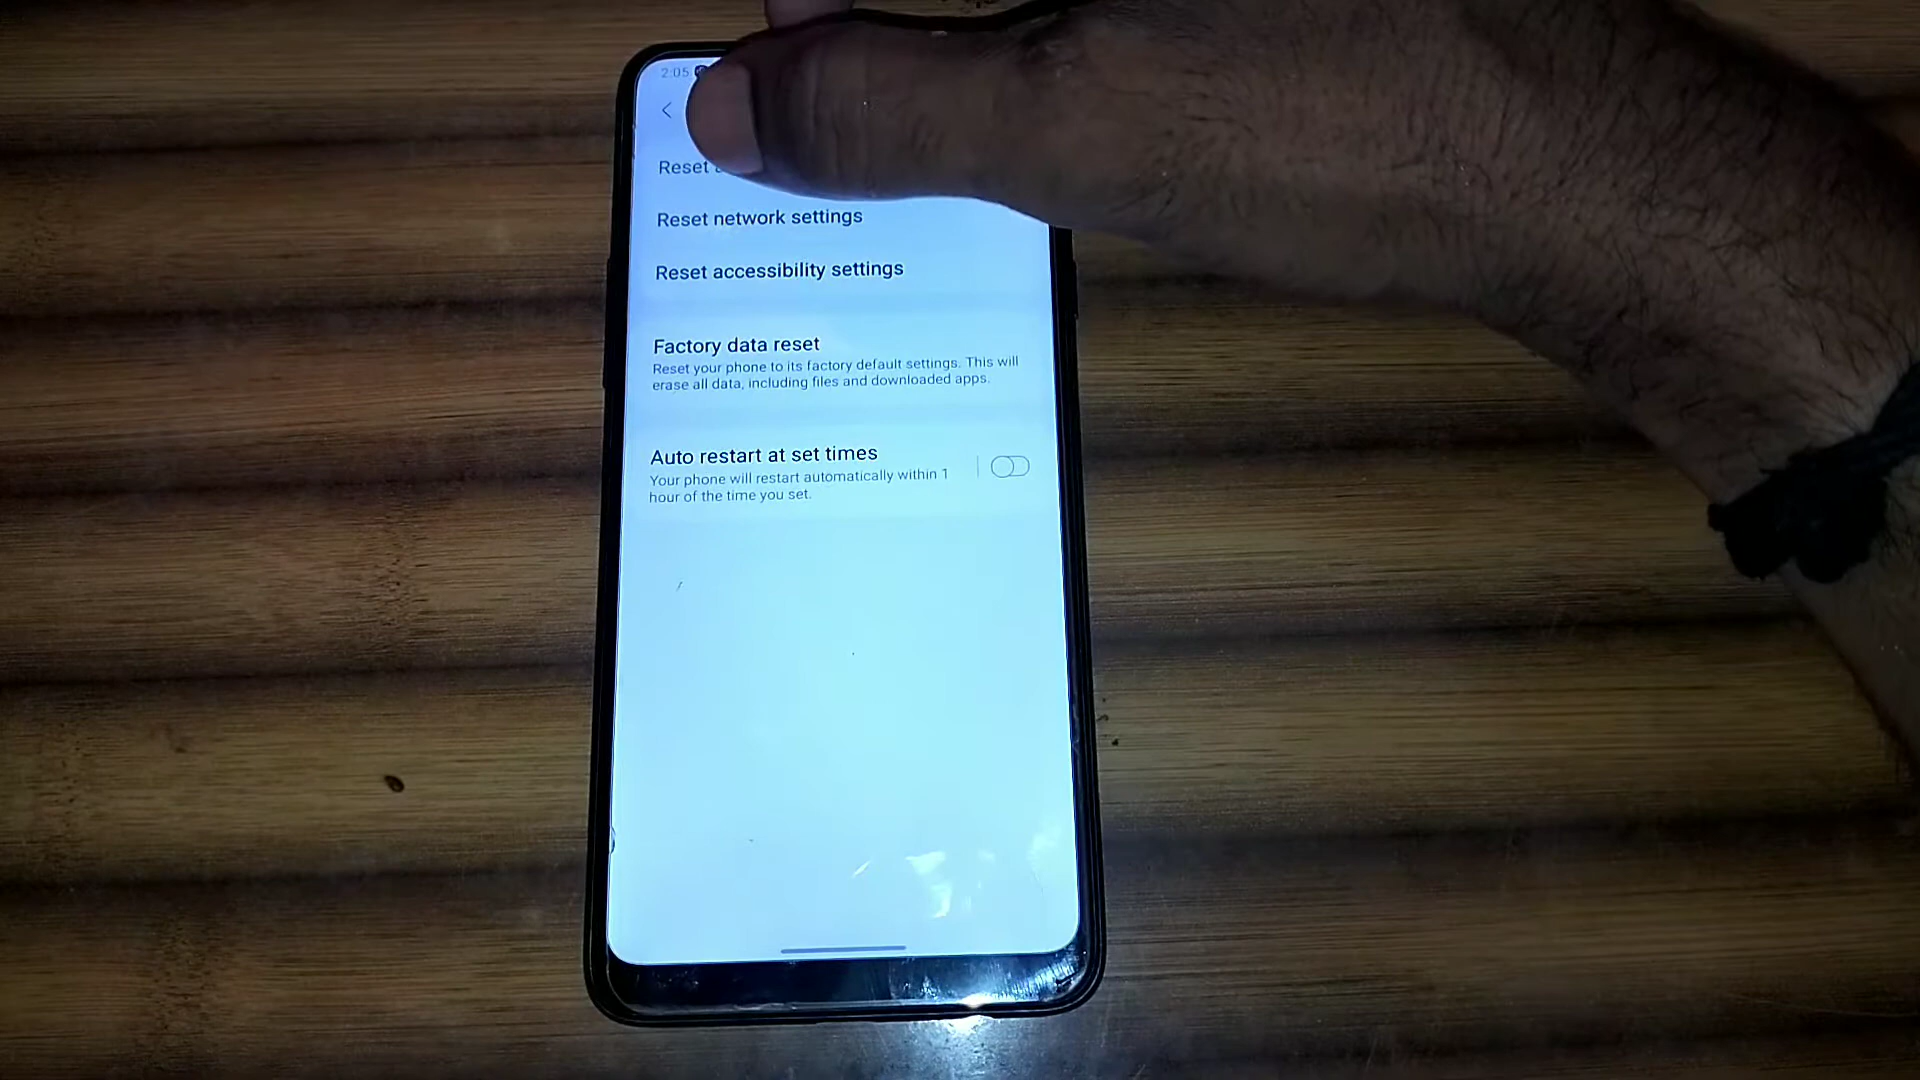 2:05
Reset
Reset network settings
Reset accessibility settings
Factory data reset
Reset your phone to its factory default settings. This will
erase all data, including files and downloaded apps.
Auto restart at set times
Your phone will restart automatically within 1
hour of the time you set.